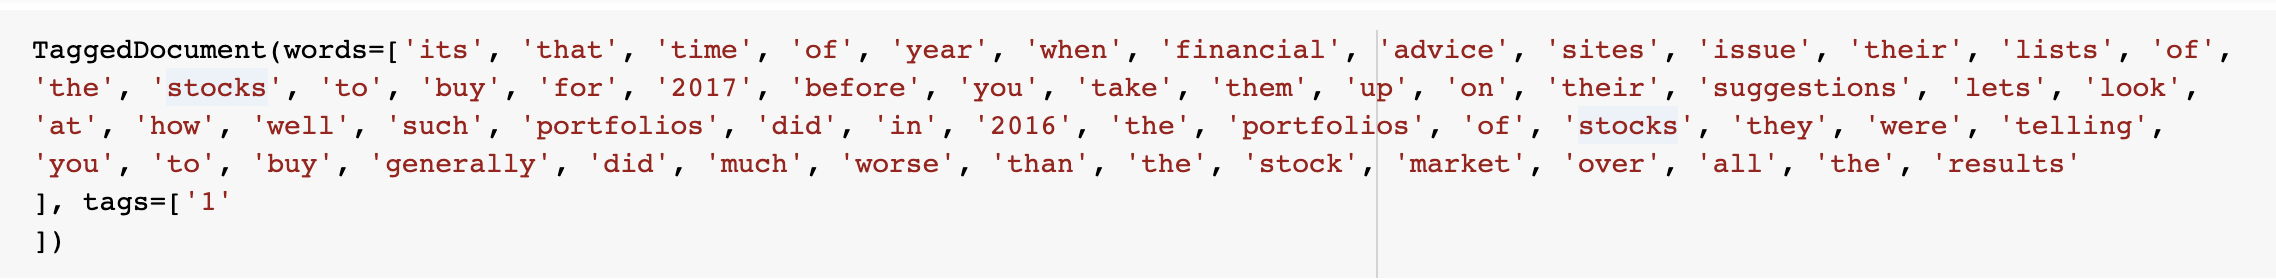 TaggedDocument(words=['its', 'that', 'time', 'of', 'year', 'when', 'financial', 'advice', 'sites', 'issue', 'their', 'lists', 'of',
'the', 'stocks', 'to', 'buy', 'for', '2017', 'before', 'you', 'take', 'them', 'up', 'on', 'their', 'suggestions', 'lets', 'look',
'at', 'how', 'well', 'such', 'portfolios', 'did', 'in', '2016', 'the', 'portfolios', 'of', 'stocks', 'they', 'were', 'telling',
'you', 'to', 'buy', 'generally', 'did', 'much', 'worse', 'than', 'the', 'stock', 'market', 'over', 'all', 'the', 'results'
], tags=['1'
])